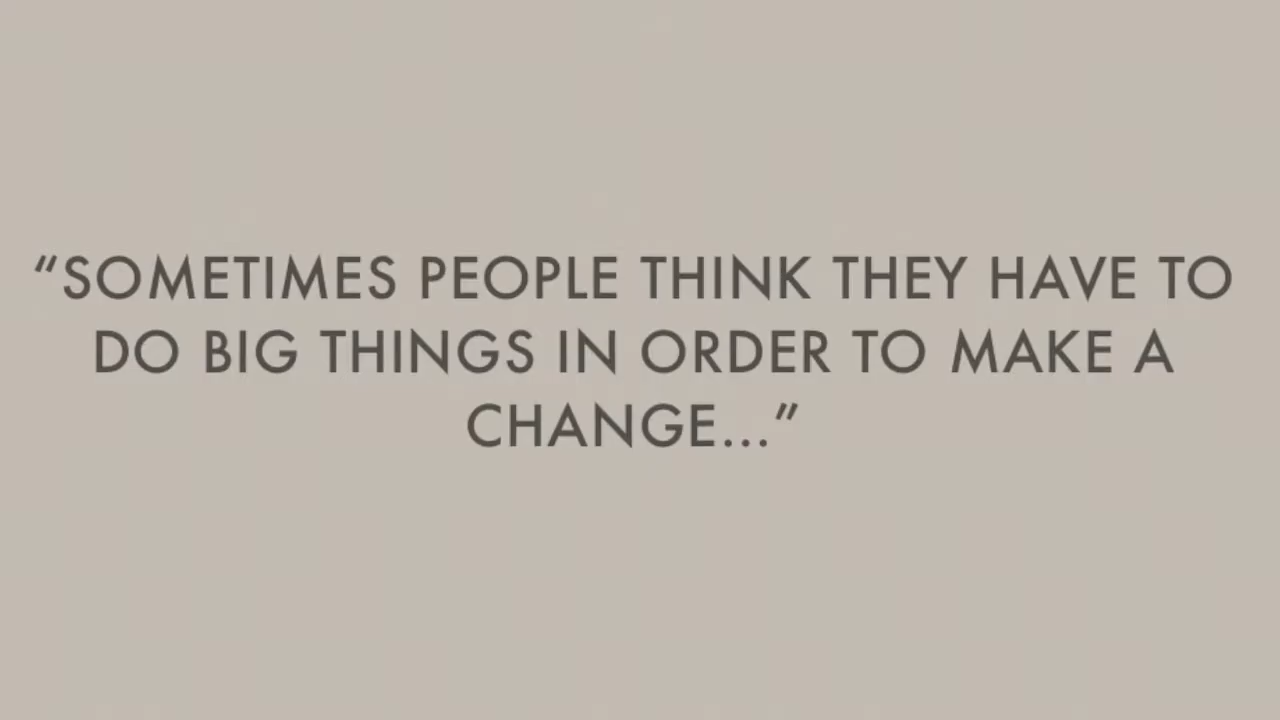 “SOMETIMES PEOPLE THINK THEY HAVE TO
DO BIG THINGS IN ORDER TO MAKE A
CHANGE...”